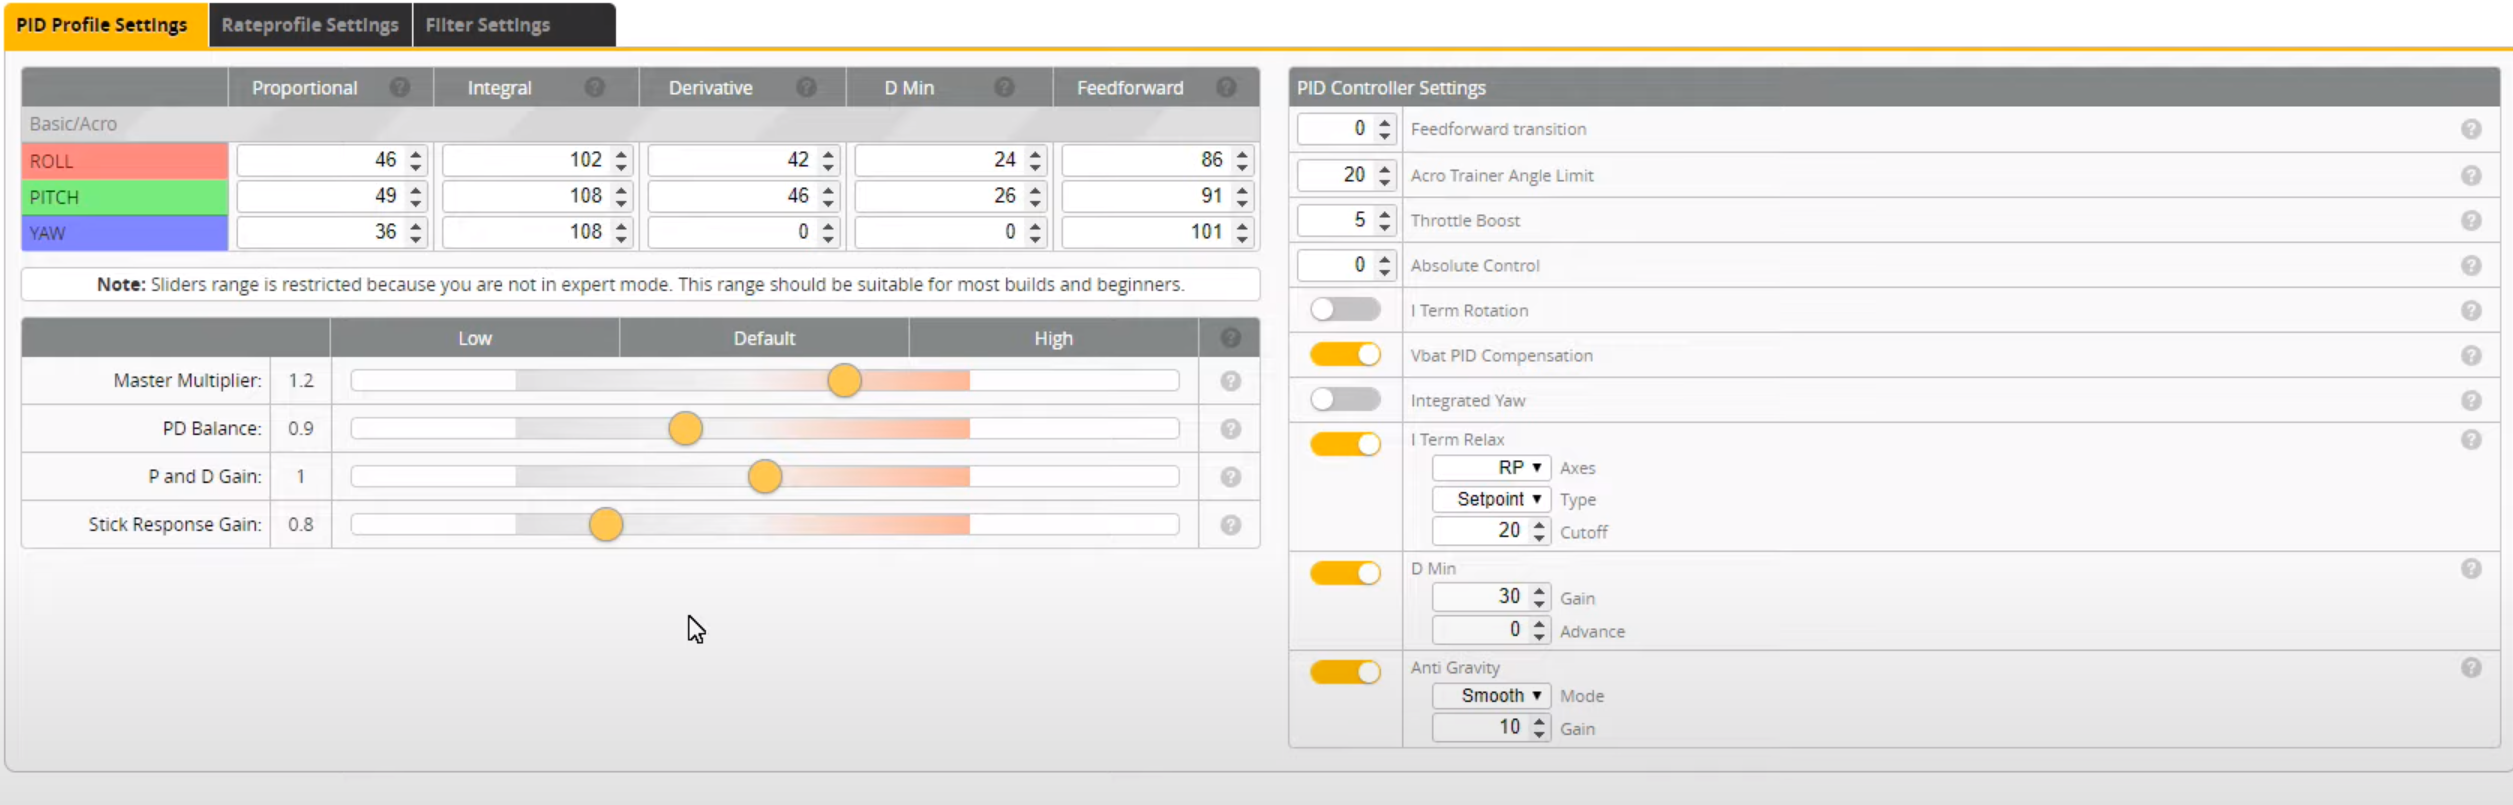 PID Profile Settings Rateprofile Settings Filter Settings
Proportional ? Integral ? Derivative ? D Min ? Feedforward ?
Basic/Acro
ROLL 46 102 42 24 86
PITCH 49 108 46 26 91
YAW 36 108 0 0 101
Note: Sliders range is restricted because you are not in expert mode. This range should be suitable for most builds and beginners.
Low Default High ?
Master Multiplier: 1.2 ?
PD Balance: 0.9 ?
P and D Gain: 1 ?
Stick Response Gain: 0.8 ?
PID Controller Settings
0 Feedforward transition ?
20 Acro Trainer Angle Limit ?
5 Throttle Boost ?
0 Absolute Control ?
I Term Rotation ?
Vbat PID Compensation ?
Integrated Yaw ?
I Term Relax ?
RP Axes
Setpoint Type
20 Cutoff
D Min ?
30 Gain
0 Advance
Anti Gravity ?
Smooth Mode
10 Gain